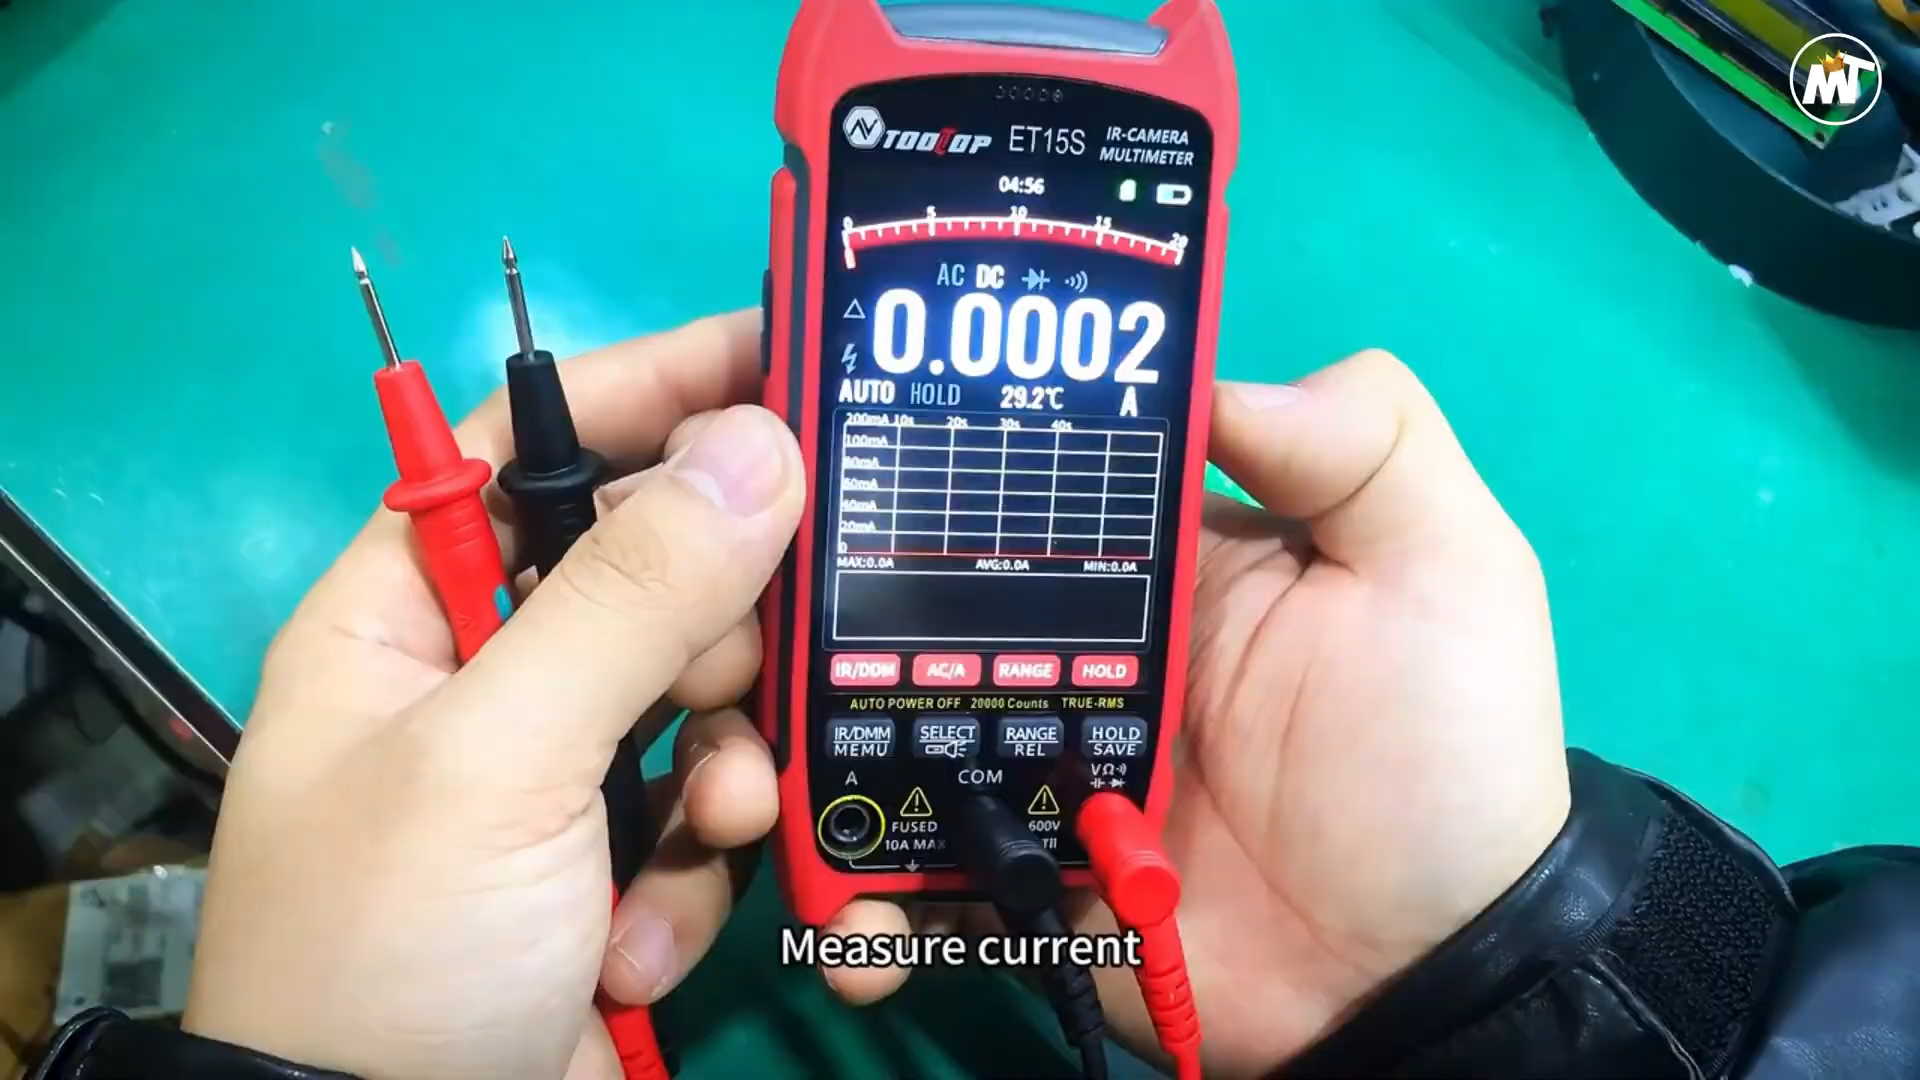 MT
TOOLTOP ET15S IR-CAMERA
MULTIMETER
04:56
0 5 10 15 20
AC DC
0.0002
AUTO HOLD 29.2℃ A
200mA 10s 20s 30s 40s
100mA
80mA
60mA
40mA
20mA
0
MAX:0.0A AVG:0.0A MIN:0.0A
IR/DDM AC/A RANGE HOLD
AUTO POWER OFF 20000 Counts TRUE-RMS
IR/DMM SELECT RANGE HOLD
MEMU REL SAVE
A COM VΩ
FUSED 600V
10A MAX TII
Measure current